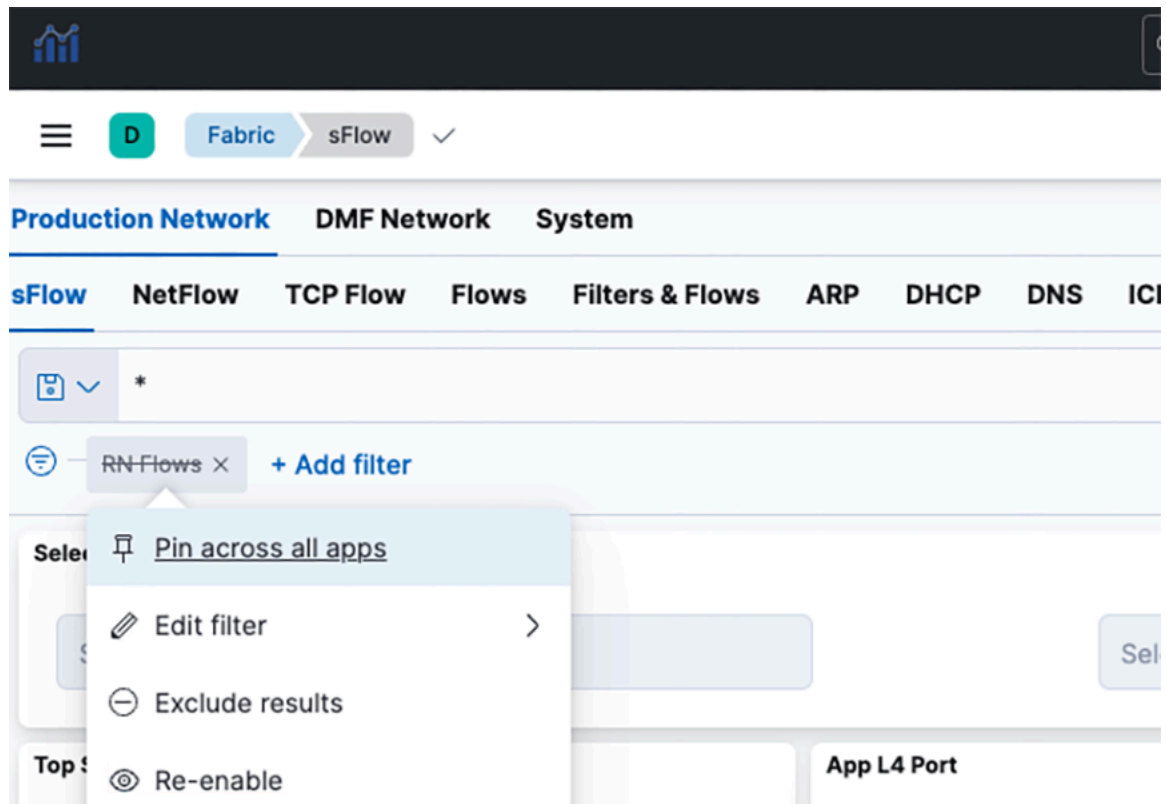 D Fabric sFlow
Production Network DMF Network System
sFlow NetFlow TCP Flow Flows Filters & Flows ARP DHCP DNS
*
RN Flows × + Add filter
Pin across all apps
Edit filter
Exclude results
Top App L4 Port
Re-enable